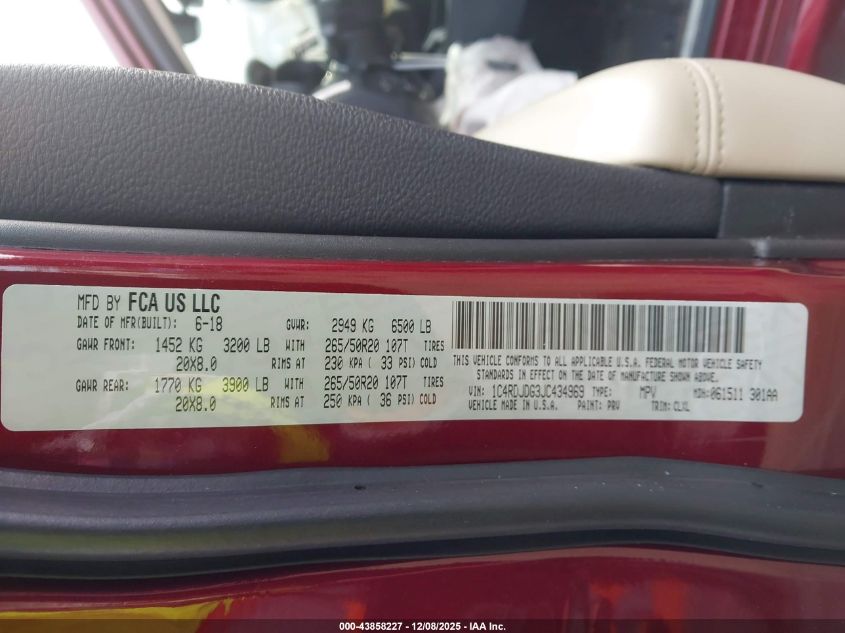 MFD BY FCA US LLC
DATE OF MFR(BUILT): 6-18 GVWR: 2949 KG 6500 LB
GAWR FRONT: 1452 KG 3200 LB WITH 265/50R20 107T TIRES
20X8.0 RIMS AT 230 KPA ( 33 PSI) COLD
GAWR REAR: 1770 KG 3900 LB WITH 265/50R20 107T TIRES
20X8.0 RIMS AT 250 KPA ( 36 PSI) COLD
THIS VEHICLE CONFORMS TO ALL APPLICABLE U.S.A. FEDERAL MOTOR VEHICLE SAFETY
STANDARDS IN EFFECT ON THE DATE OF MANUFACTURE SHOWN ABOVE.
VIN: 1C4RDJDG3JC434969 TYPE: MPV MDH:061511 301AA
VEHICLE MADE IN U.S.A. PAINT: PRV TRIM:CLXL
000-43858227 - 12/08/2025 - IAA Inc.